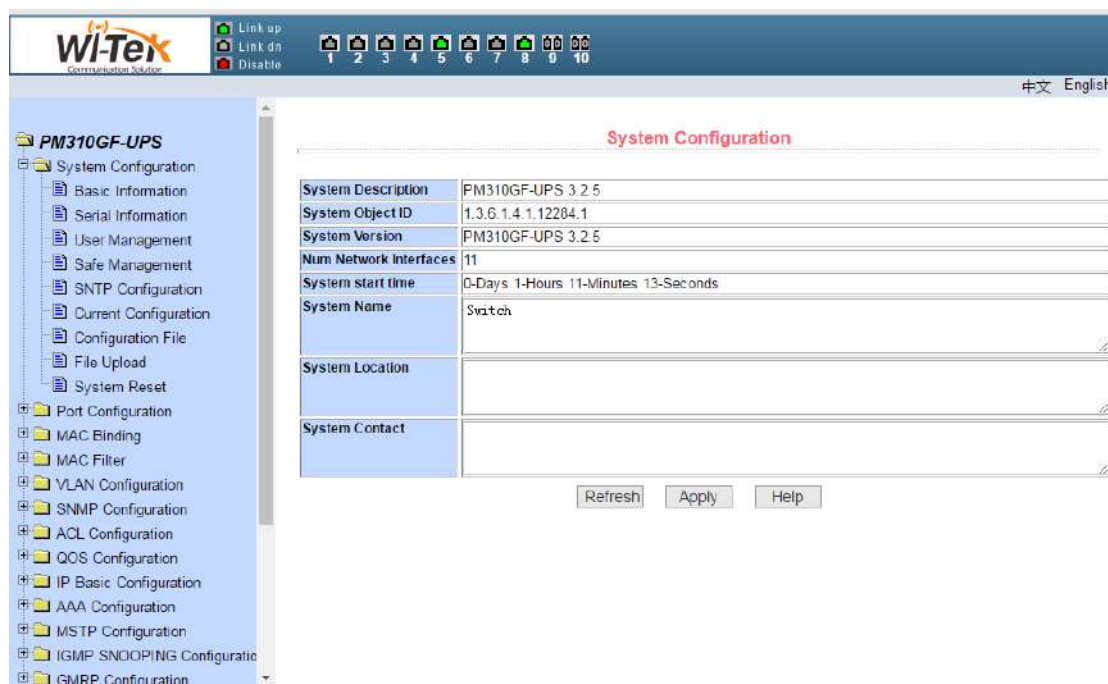 WI-Tek
Communication Solution
Link up
Link dn
Disable
1 2 3 4 5 6 7 8 9 10
中文 English
PM310GF-UPS
System Configuration
Basic Information
Serial Information
User Management
Safe Management
SNTP Configuration
Current Configuration
Configuration File
File Upload
System Reset
Port Configuration
MAC Binding
MAC Filter
VLAN Configuration
SNMP Configuration
ACL Configuration
QOS Configuration
IP Basic Configuration
AAA Configuration
MSTP Configuration
IGMP SNOOPING Configuratio
GMRP Configuration
System Configuration
System Description PM310GF-UPS 3.2.5
System Object ID 1.3.6.1.4.1.12284.1
System Version PM310GF-UPS 3.2.5
Num Network Interfaces 11
System start time 0-Days 1-Hours 11-Minutes 13-Seconds
System Name Switch
System Location
System Contact
Refresh Apply Help